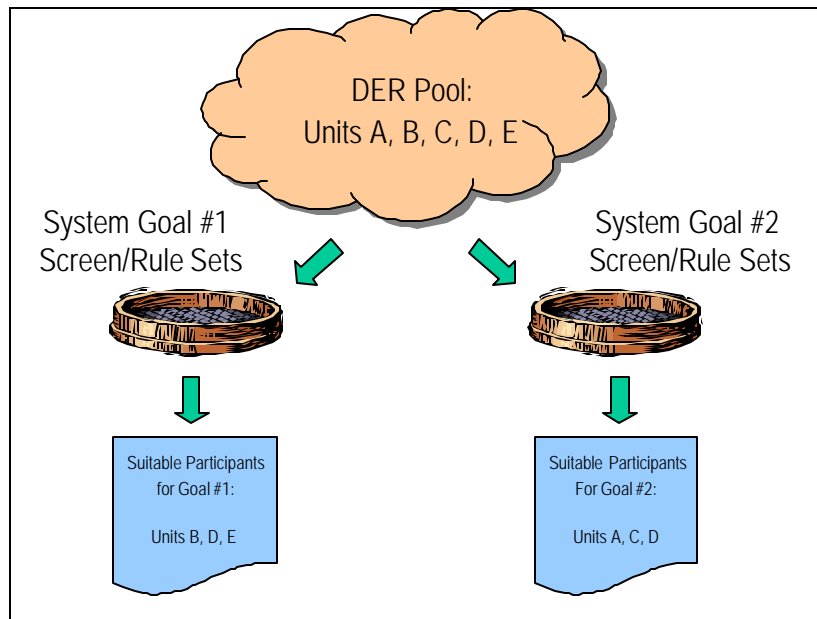 DER Pool:
Units A, B, C, D, E
System Goal #1
Screen/Rule Sets
System Goal #2
Screen/Rule Sets
Suitable Participants
for Goal #1:
Units B, D, E
Suitable Participants
For Goal #2:
Units A, C, D